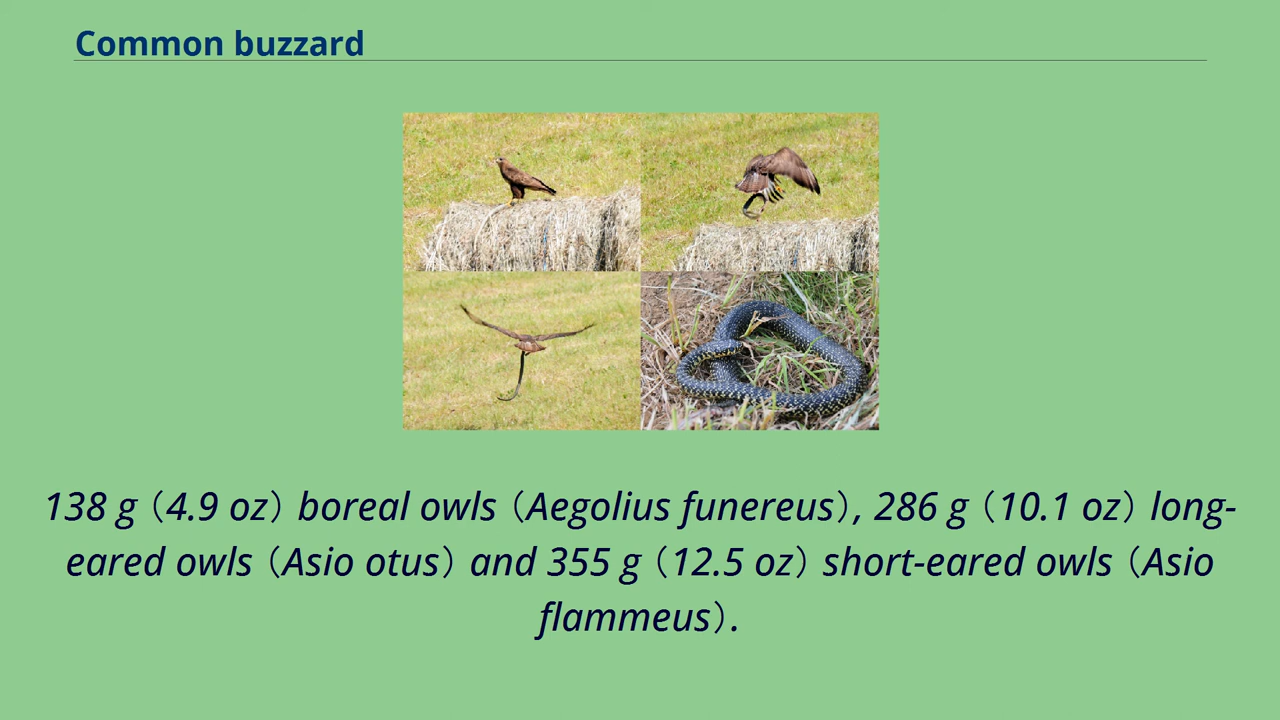 Common buzzard
138 g（4.9 oz）boreal owls（Aegolius funereus）, 286 g（10.1 oz）long-
eared owls（Asio otus）and 355 g（12.5 oz）short-eared owls（Asio
flammeus）.